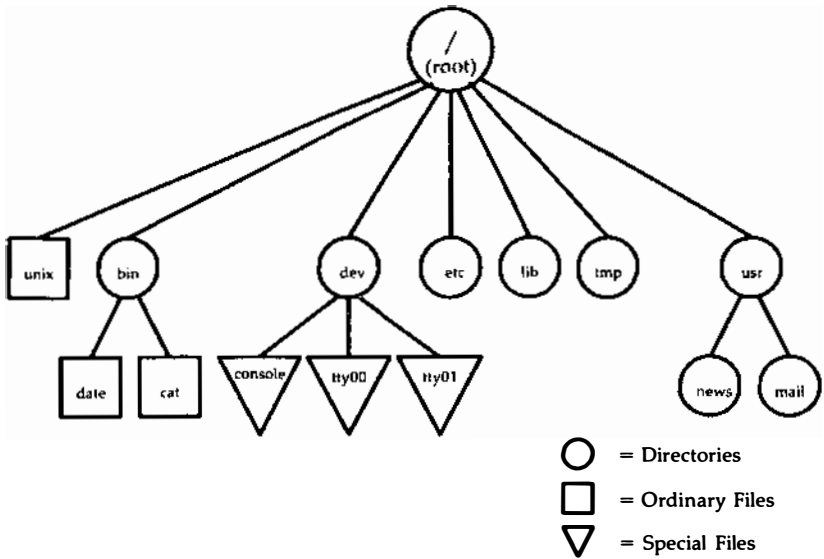 /
(root)
unix
bin
dev
etc
lib
tmp
usr
date
cat
console
tty00
tty01
news
mail
= Directories
= Ordinary Files
= Special Files